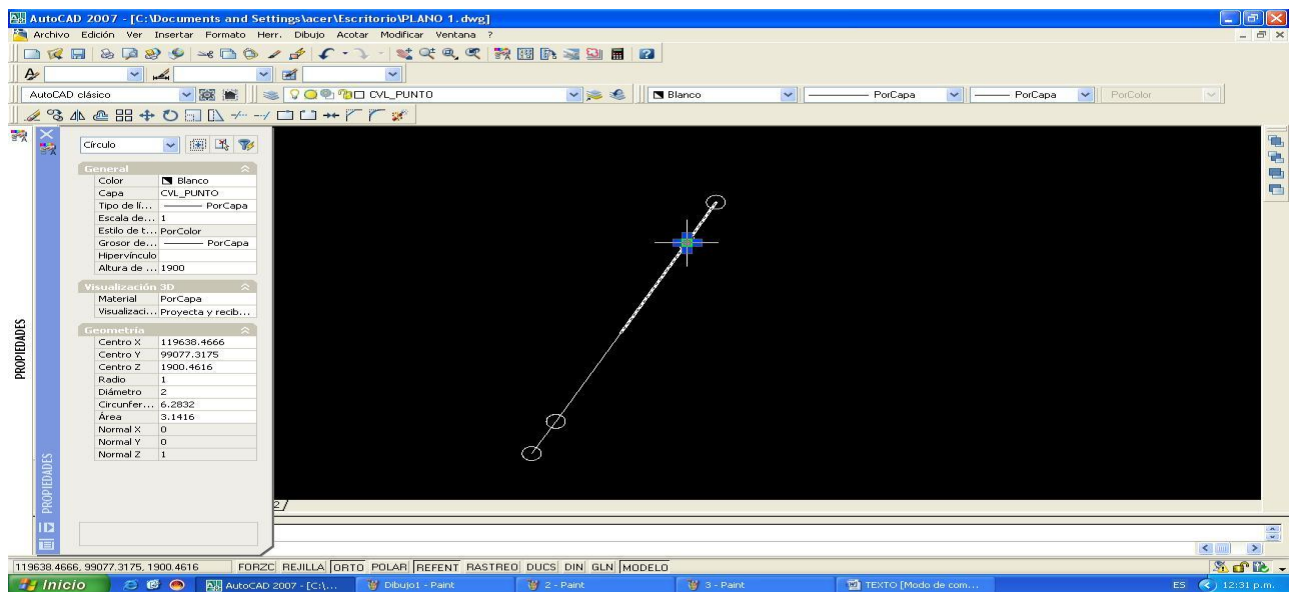 AutoCAD 2007 - [C:\Documents and Settings\acer\Escritorio\PLANO 1.dwg]
Archivo Edición Ver Insertar Formato Herr. Dibujo Acotar Modificar Ventana ?
AutoCAD clásico CVL_PUNTO Blanco PorCapa PorCapa PorColor
Círculo
General
Color Blanco
Capa CVL_PUNTO
Tipo de lí... PorCapa
Escala de... 1
Estilo de t... PorColor
Grosor de... PorCapa
Hipervínculo
Altura de ... 1900
Visualización 3D
Material PorCapa
Visualizaci... Proyecta y recib...
Geometría
Centro X 119638.4666
Centro Y 99077.3175
Centro Z 1900.4616
Radio 1
Diámetro 2
Circunfer... 6.2832
Área 3.1416
Normal X 0
Normal Y 0
Normal Z 1
PROPIEDADES
PROPIEDADES
2 /
119638.4666, 99077.3175, 1900.4616 FORZC REJILLA ORTO POLAR REFENT RASTREO DUCS DIN GLN MODELO
Inicio AutoCAD 2007 - [C:\... Dibujo1 - Paint 2 - Paint 3 - Paint TEXTO [Modo de com... ES 12:31 p.m.